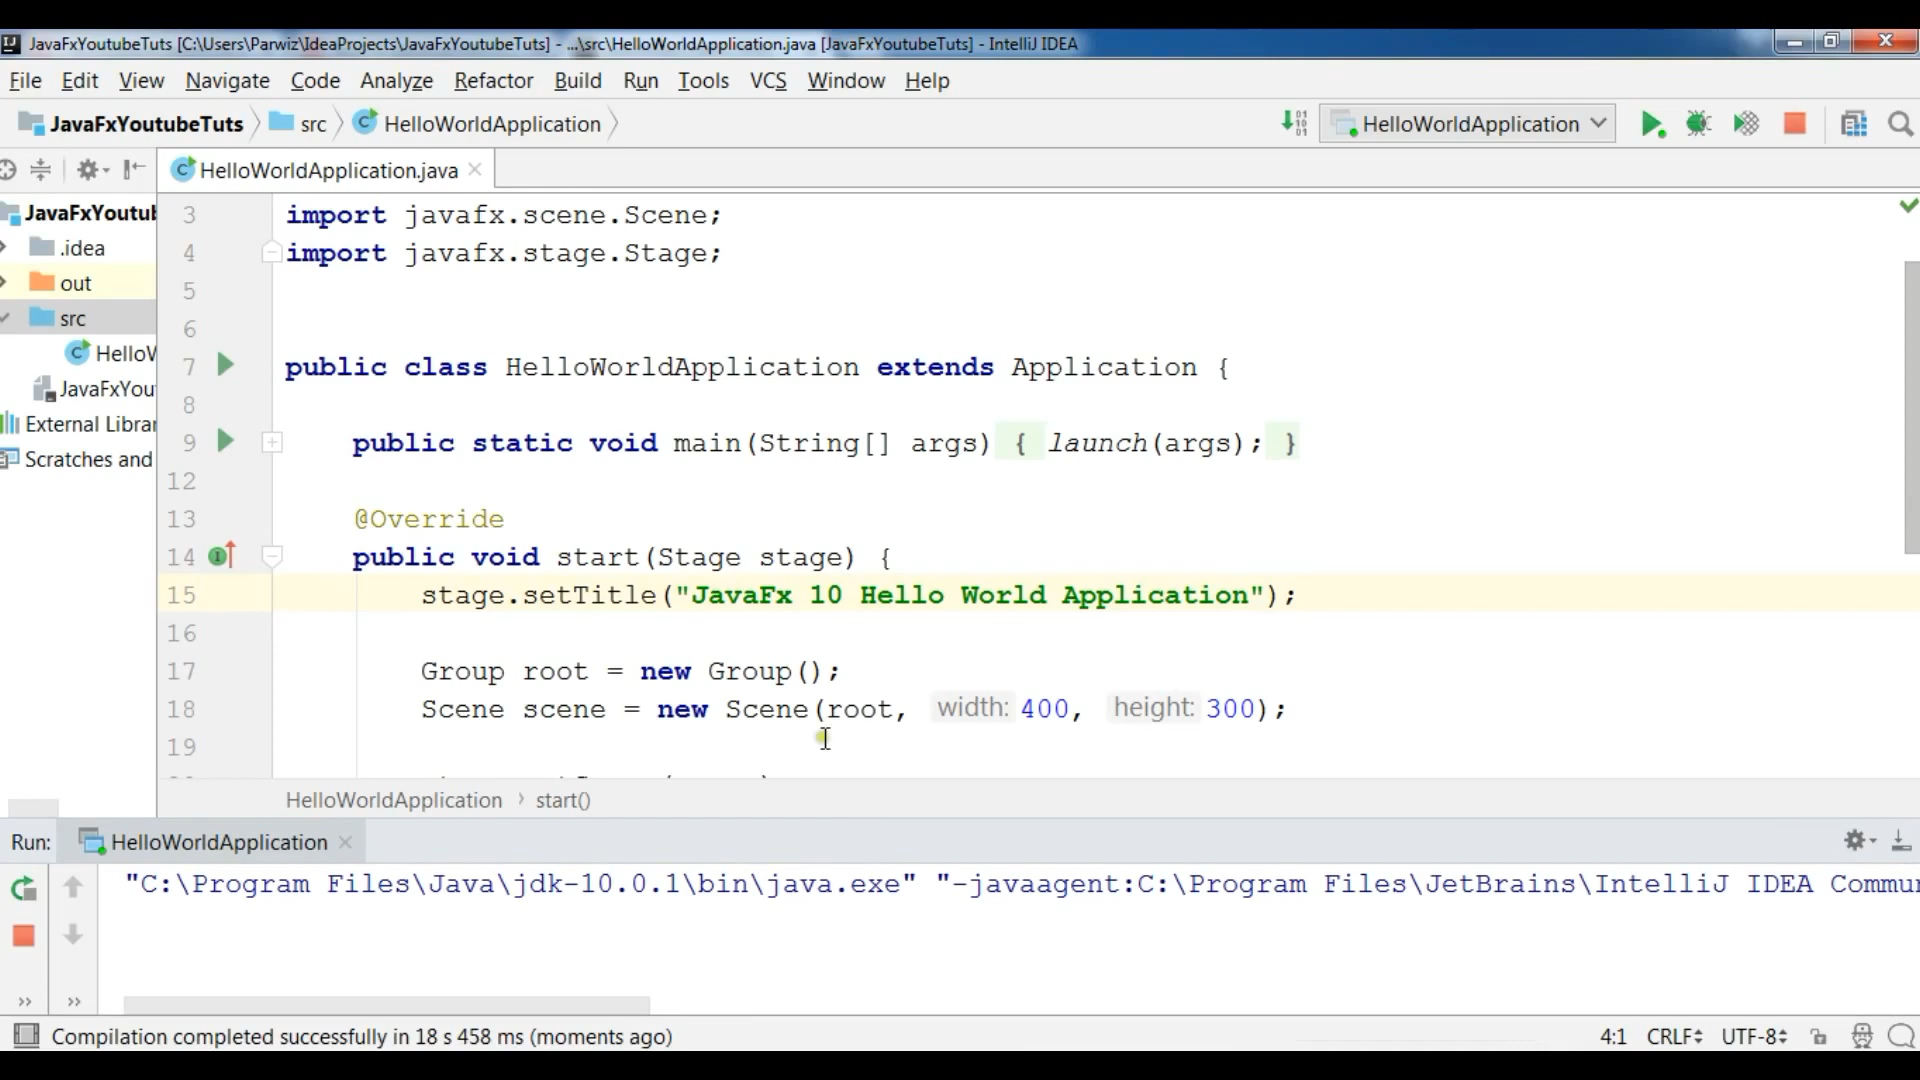 JavaFxYoutubeTuts [C:\Users\Parwiz\IdeaProjects\JavaFxYoutubeTuts] - ...\src\HelloWorldApplication.java [JavaFxYoutubeTuts] - IntelliJ IDEA
File Edit View Navigate Code Analyze Refactor Build Run Tools VCS Window Help
JavaFxYoutubeTuts src HelloWorldApplication HelloWorldApplication
HelloWorldApplication.java
JavaFxYoutub
.idea
out
src
HelloW
JavaFxYou
External Librar
Scratches and
3 import javafx.scene.Scene;
4 import javafx.stage.Stage;
5
6
7 public class HelloWorldApplication extends Application {
8
9 public static void main(String[] args) { launch(args); }
12
13 @Override
14 public void start(Stage stage) {
15 stage.setTitle("JavaFx 10 Hello World Application");
16
17 Group root = new Group();
18 Scene scene = new Scene(root, width: 400, height: 300);
19
HelloWorldApplication › start()
Run: HelloWorldApplication
"C:\Program Files\Java\jdk-10.0.1\bin\java.exe" "-javaagent:C:\Program Files\JetBrains\IntelliJ IDEA Commun
Compilation completed successfully in 18 s 458 ms (moments ago) 4:1 CRLF UTF-8